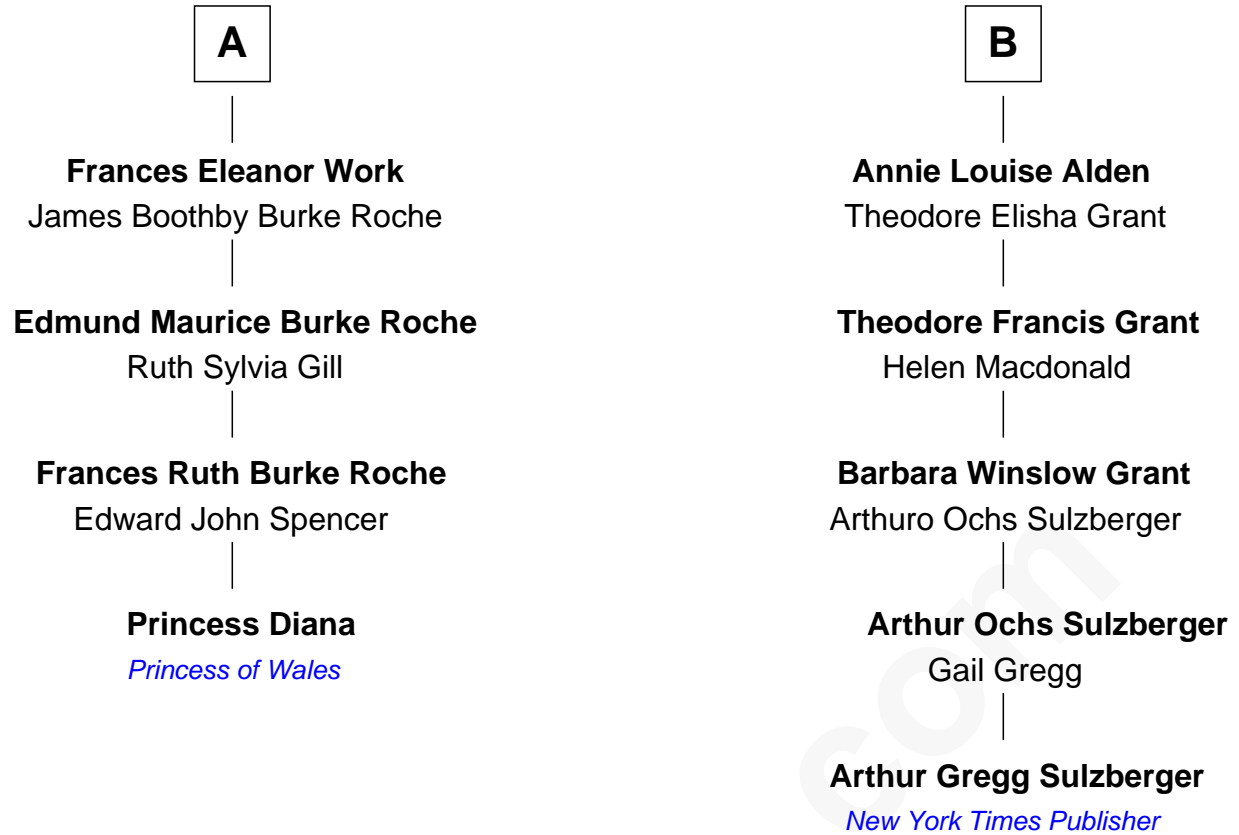 A
Frances Eleanor Work
James Boothby Burke Roche
Edmund Maurice Burke Roche
Ruth Sylvia Gill
Frances Ruth Burke Roche
Edward John Spencer
Princess Diana
Princess of Wales
B
Annie Louise Alden
Theodore Elisha Grant
Theodore Francis Grant
Helen Macdonald
Barbara Winslow Grant
Arthuro Ochs Sulzberger
Arthur Ochs Sulzberger
Gail Gregg
Arthur Gregg Sulzberger
New York Times Publisher
com